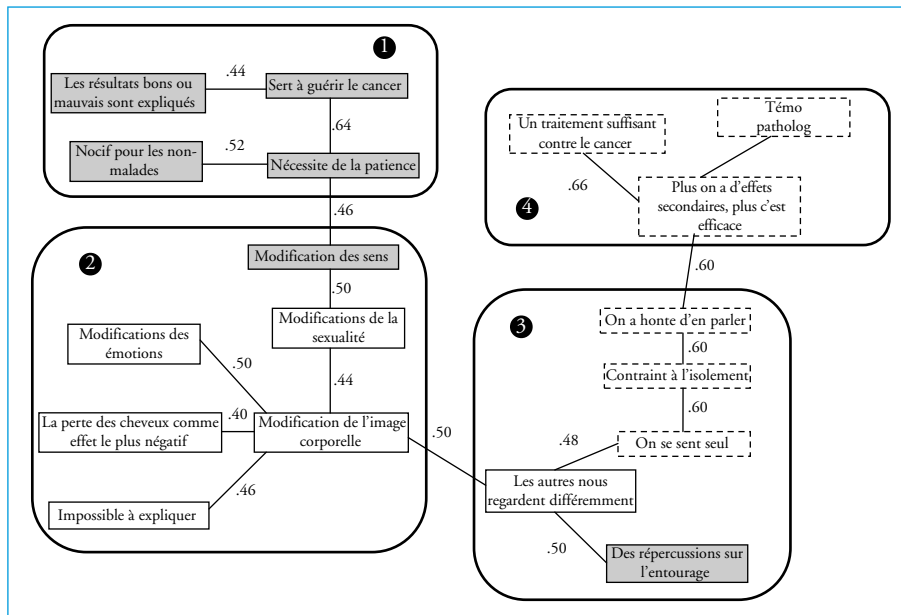 1
Les résultats bons ou
mauvais sont expliqués
.44
Sert à guérir le cancer
.64
Nocif pour les non-
malades
.52
Nécessite de la patience
.46
2
Modification des sens
.50
Modifications de la
sexualité
Modifications des
émotions
.50
.44
La perte des cheveux comme
effet le plus négatif
.40
Modification de l'image
corporelle
.46
Impossible à expliquer
.50
4
Un traitement suffisant
contre le cancer
Témo
patholog
.66
Plus on a d'effets
secondaires, plus c'est
efficace
.60
3
On a honte d'en parler
.60
Contraint à l'isolement
.60
On se sent seul
.48
Les autres nous
regardent différemment
.50
Des répercussions sur
l'entourage